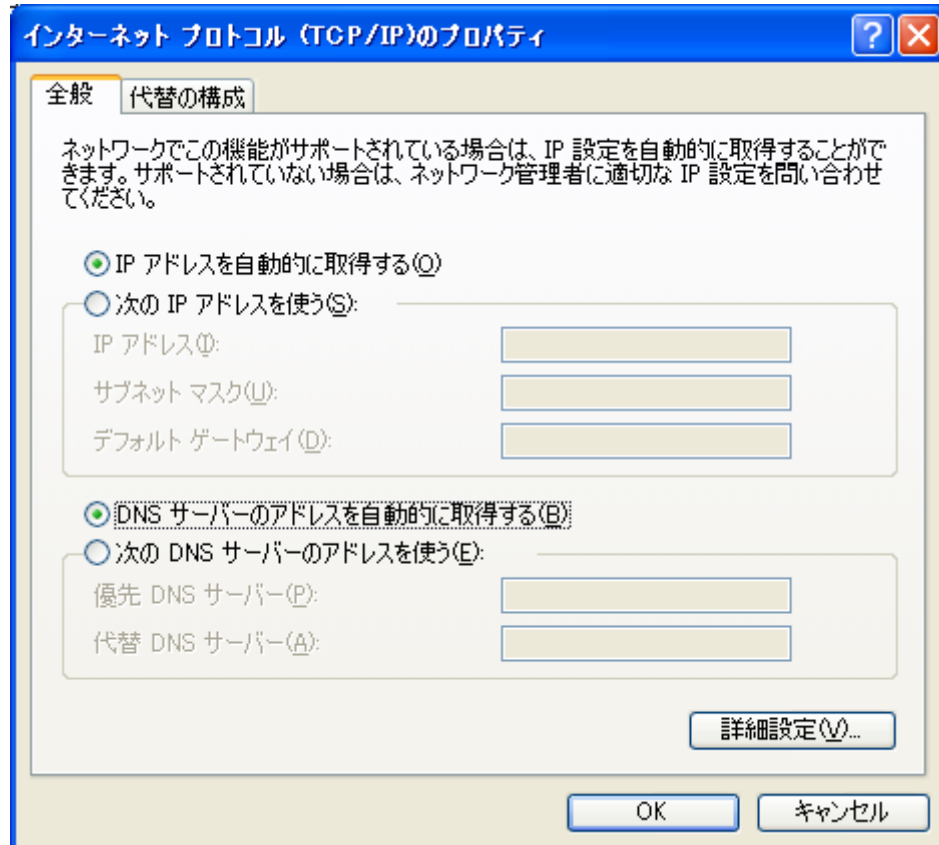 インターネット プロトコル (TCP/IP)のプロパティ
全般
代替の構成
ネットワークでこの機能がサポートされている場合は、IP 設定を自動的に取得することがで
きます。サポートされていない場合は、ネットワーク管理者に適切な IP 設定を問い合わせ
てください。
IP アドレスを自動的に取得する(O)
次の IP アドレスを使う(S):
IP アドレス(I):
サブネット マスク(U):
デフォルト ゲートウェイ(D):
DNS サーバーのアドレスを自動的に取得する(B)
次の DNS サーバーのアドレスを使う(E):
優先 DNS サーバー(P):
代替 DNS サーバー(A):
詳細設定(V)...
OK
キャンセル